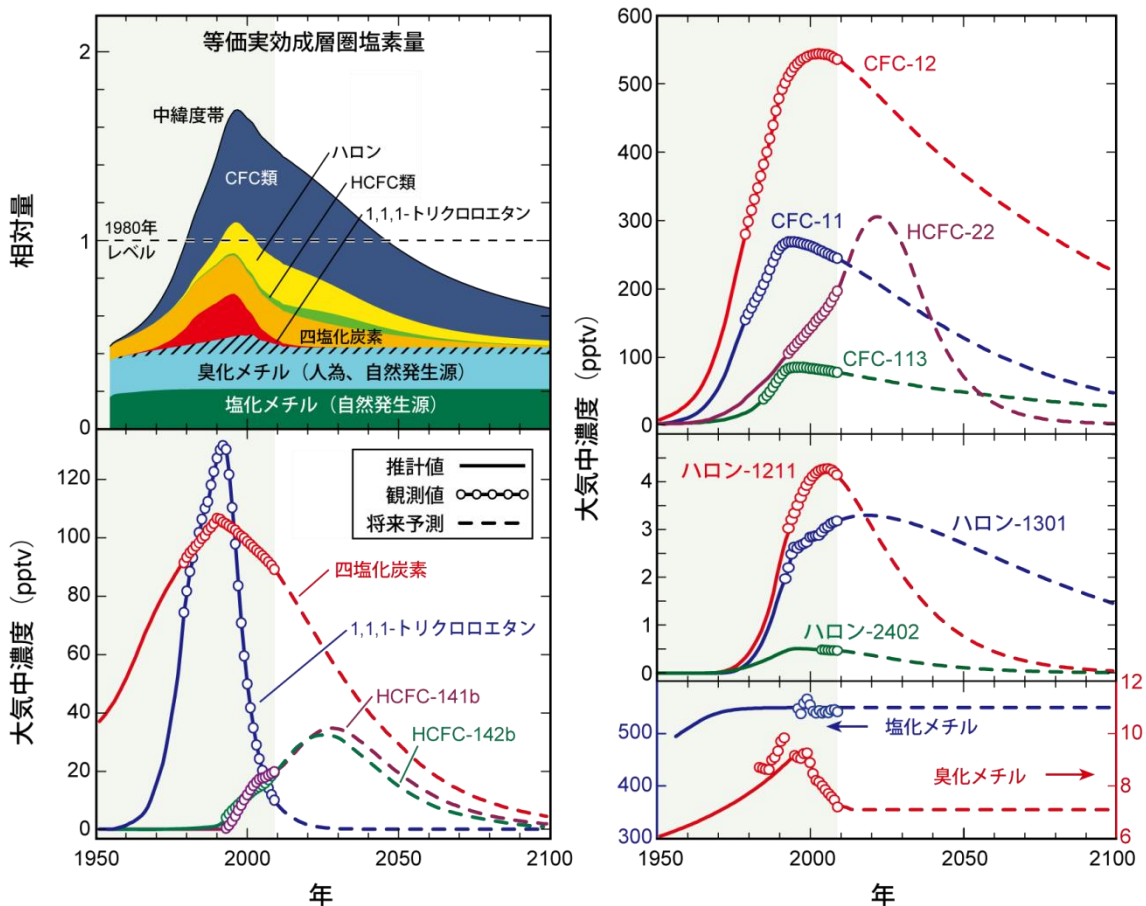 等価実効成層圏塩素量
中緯度帯
ハロン
CFC類
HCFC類
1,1,1-トリクロロエタン
1980年
レベル
四塩化炭素
臭化メチル（人為、自然発生源）
塩化メチル（自然発生源）
相対量
2
1
0
推計値
観測値
将来予測
四塩化炭素
1,1,1-トリクロロエタン
HCFC-141b
HCFC-142b
大気中濃度（pptv）
120
100
80
60
40
20
0
1950
2000
2050
2100
年
600
500
400
300
200
100
0
CFC-12
CFC-11
HCFC-22
CFC-113
大気中濃度（pptv）
4
3
2
1
0
ハロン-1211
ハロン-1301
ハロン-2402
500
400
300
12
10
8
6
塩化メチル
臭化メチル
1950
2000
2050
2100
年